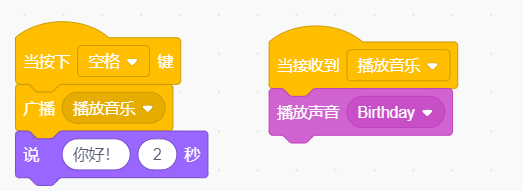 当按下 空格 键
广播 播放音乐
说 你好! 2 秒
当接收到 播放音乐
播放声音 Birthday